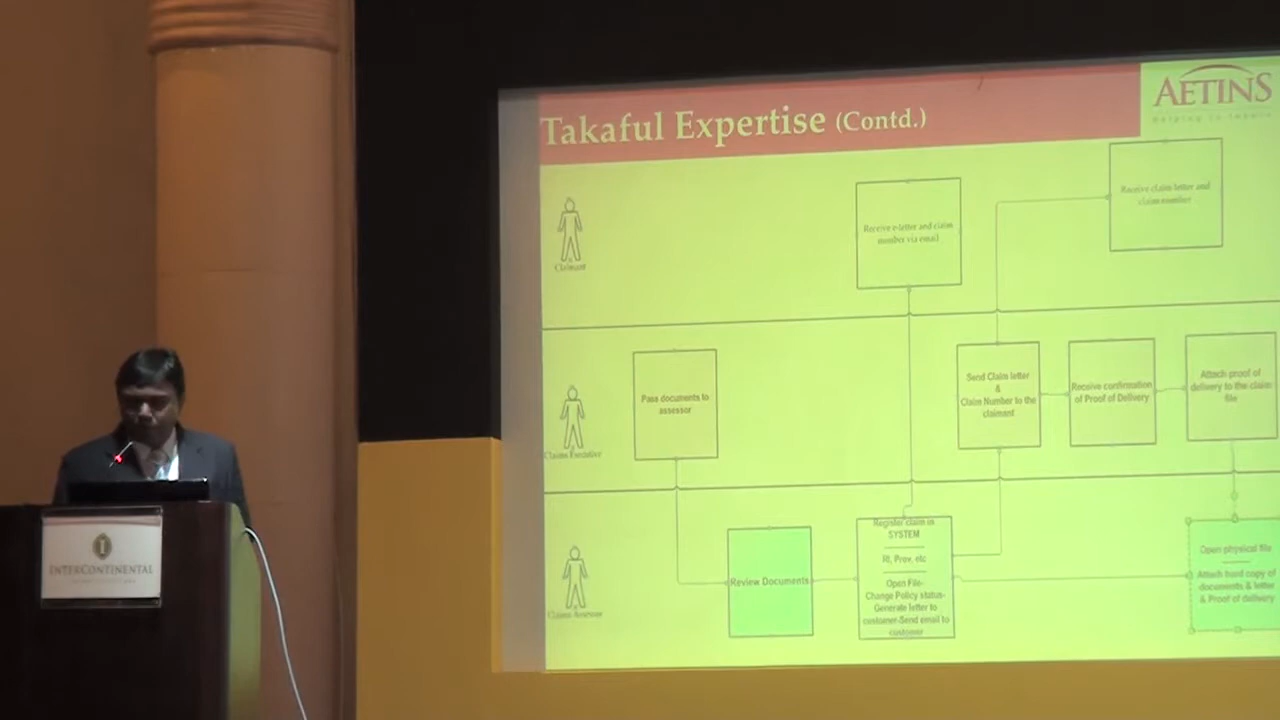 Takaful Expertise (Contd.)
AETINS
helping to insure
Claimant
Receive e-letter and claim
number via email
Receive claim letter and
claim number
Claims Executive
Pass documents to
assessor
Send Claim letter
&
Claim Number to the
claimant
Receive confirmation
of Proof of Delivery
Attach proof of
delivery to the claim
file
Claims Assessor
Review Documents
Register claim in
SYSTEM
RI, Prov, etc
Open File-
Change Policy status-
Generate letter to
customer-Send email to
customer
Open physical file
Attach hard copy of
documents & letter
& Proof of delivery
INTERCONTINENTAL